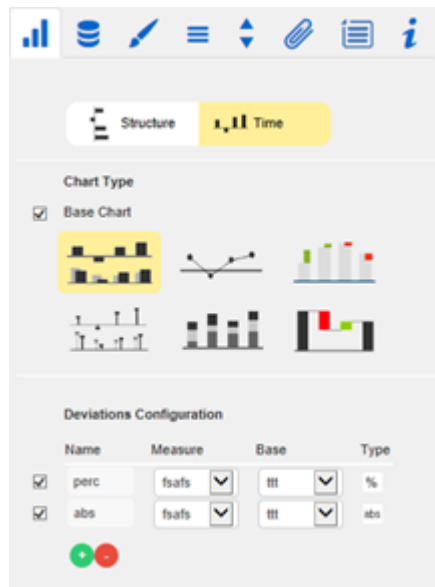 Structure Time
Chart Type
Base Chart
Deviations Configuration
Name Measure Base Type
perc fsafs ttt %
abs fsafs ttt abs